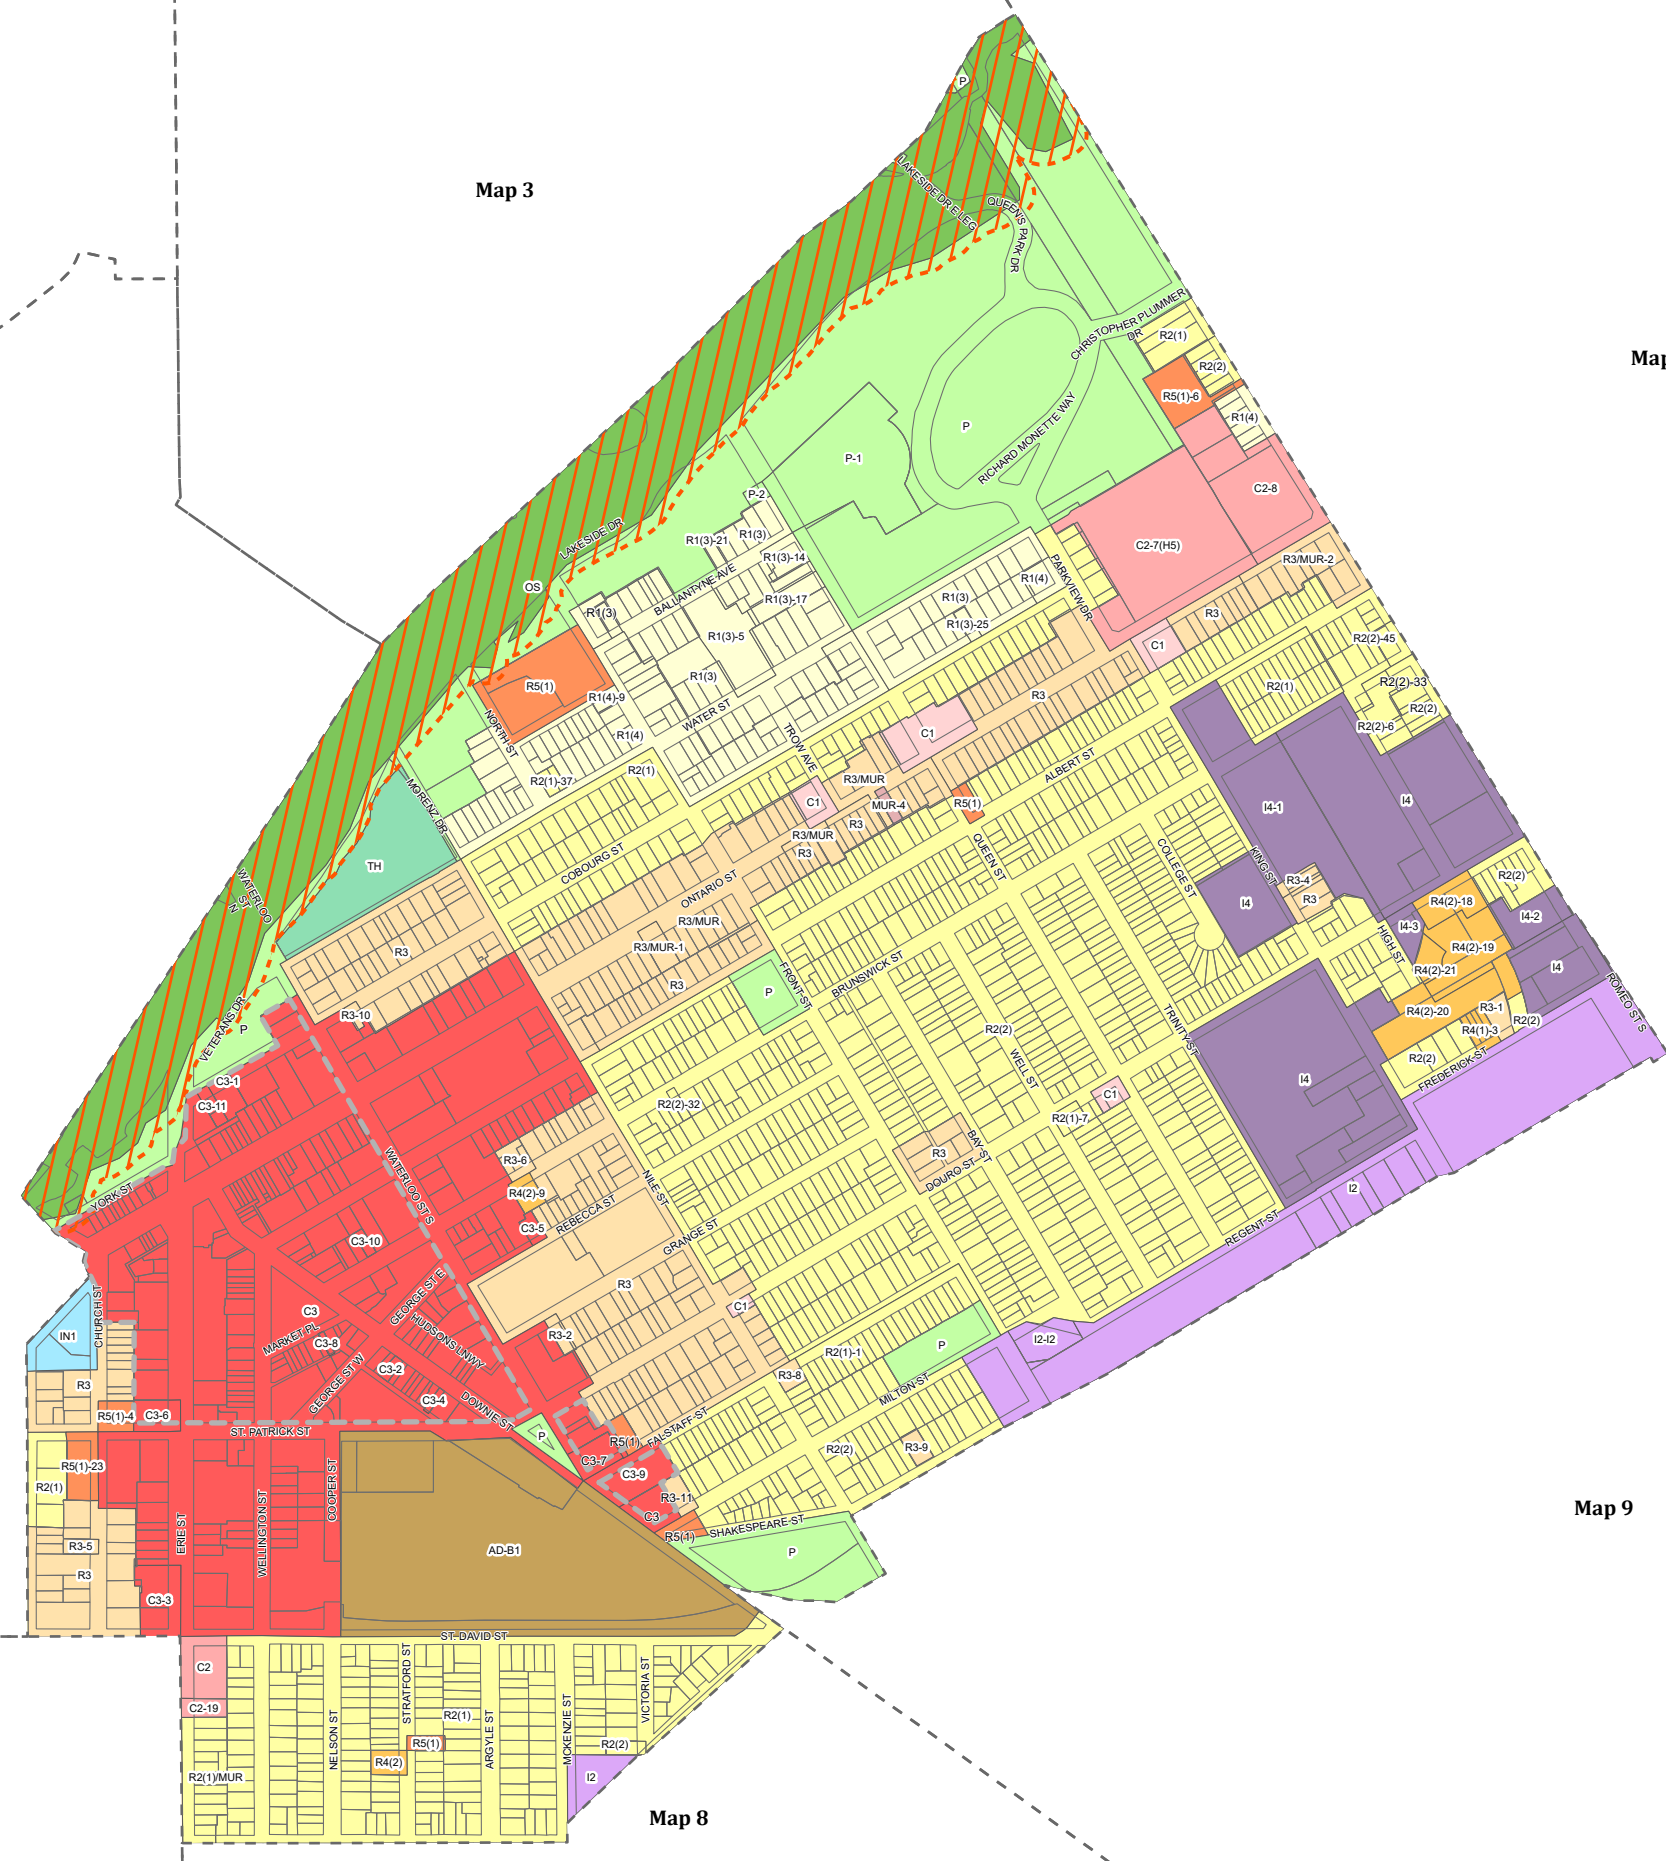 P
Map 3
LAKESIDE DR E LEG
QUEEN'S PARK DR
CHRISTOPHER PLUMMER
DR
R2(1)
Map
R2(2)
R5(1)-6
R1(4)
P
RICHARD MONETTE WAY
P-1
C2-8
P-2
LAKESIDE DR
R1(3)-21
R1(3)
C2-7(H5)
R1(3)-14
R3/MUR-2
PARKVIEW DR
BALLANTYNE AVE
R1(4)
OS
R1(3)
R1(3)-17
R1(3)
R1(3)-25
R3
R1(3)-5
R2(2)-45
C1
R1(3)
R5(1)
R1(4)-9
R2(1)
R2(2)-33
R3
R2(2)
WATER ST
NORTH ST
R1(4)
TROW AVE
C1
R2(2)-6
R2(1)
R2(1)-37
ALBERT ST
R3/MUR
MORENZ DR
C1
MUR-4
R5(1)
I4-1
I4
R3/MUR
R3
R3
COBOURG ST
QUEEN ST
COLLEGE ST
KING ST
TH
ONTARIO ST
R2(2)
R3-4
R3
WATERLOO
ST
N
R4(2)-18
I4
R3/MUR
I4-2
I4-3
R3/MUR-1
R3
HIGH ST
R4(2)-19
R4(2)-21
I4
BRUNSWICK ST
FRONT ST
R3
P
ROMEO ST S
R4(2)-20
R3-1
R3-10
R2(2)
VETERANS DR
P
R2(2)
TRINITY ST
R4(1)-3
R2(2)
FREDERICK ST
WELL ST
C3-1
I4
C1
R2(2)-32
C3-11
R2(1)-7
R3-6
R3
BAY ST
WATERLOO ST S
DOURO ST
R4(2)-9
NILE ST
I2
YORK ST
REBECCA ST
C3-5
GRANGE ST
REGENT ST
C3-10
R3
GEORGE ST E
C3
C1
CHURCH ST
IN1
MARKET PL
C3-8
HUDSONS LNWY
R3-2
I2-I2
P
R2(1)-1
C3-2
GEORGE ST W
R3-8
R3
C3-4
MILTON ST
DOWNIE ST
R5(1)-4
C3-6
ST. PATRICK ST
P
FALSTAFF ST
R5(1)
R2(2)
R3-9
C3-7
C3-9
R5(1)-23
R2(1)
COOPER ST
R3-11
Map 9
C3
SHAKESPEARE ST
ERIE ST
WELLINGTON ST
R5(1)
R3-5
AD-B1
P
R3
C3-3
ST. DAVID ST
C2
STRATFORD ST
VICTORIA ST
C2-19
R2(1)
NELSON ST
ARGYLE ST
MCKENZIE ST
R5(1)
R2(2)
R4(2)
R2(1)/MUR
I2
Map 8